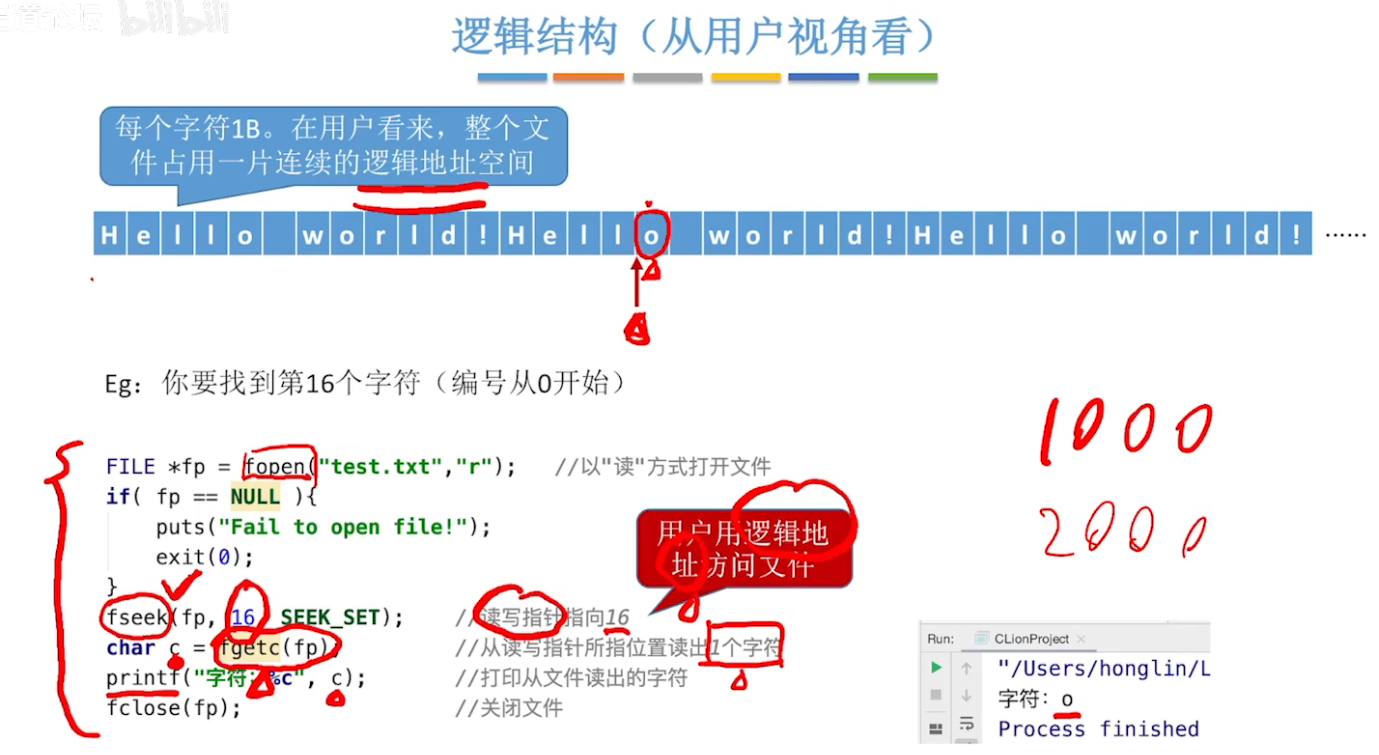 bilibili
逻辑结构（从用户视角看）
每个字符1B。在用户看来，整个文
件占用一片连续的逻辑地址空间
Hello world!Hello world!Hello world! ······
Eg：你要找到第16个字符（编号从0开始）
1000
2000
FILE *fp = fopen("test.txt","r");   //以"读"方式打开文件
if( fp == NULL ){
puts("Fail to open file!");
exit(0);
}
用户用逻辑地
址访问文件
fseek(fp, 16, SEEK_SET);   //读写指针指向16
char c = fgetc(fp);   //从读写指针所指位置读出1个字符
printf("字符：%c", c);   //打印从文件读出的字符
fclose(fp);   //关闭文件
Run: CLionProject ×
"/Users/honglin/L
字符：o
Process finished